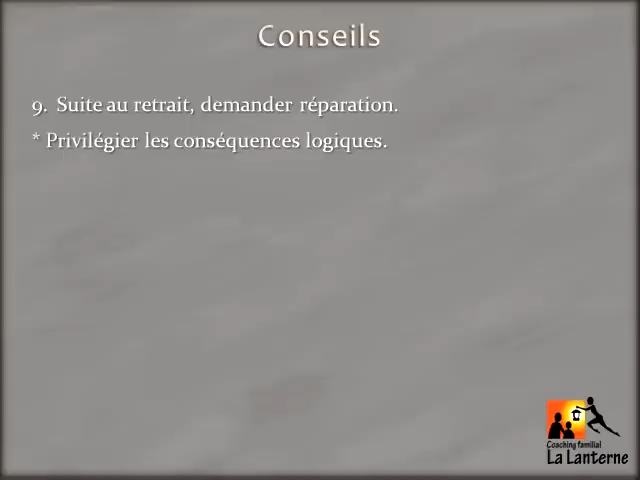 Conseils
9. Suite au retrait, demander réparation.
* Privilégier les conséquences logiques.
Coaching familial
La Lanterne